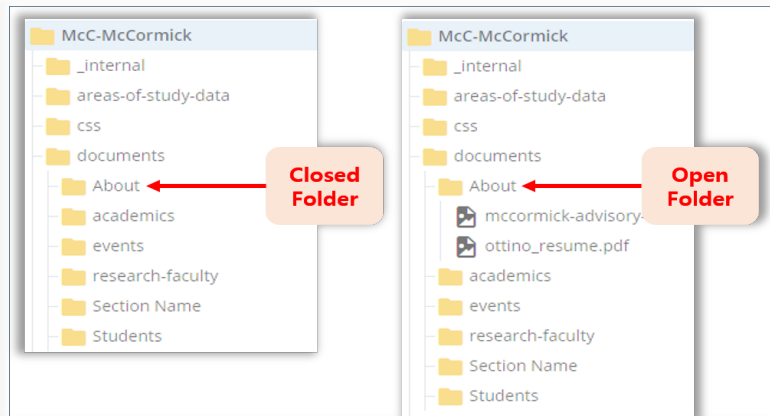 McC-McCormick
_internal
areas-of-study-data
css
documents
About
academics
events
research-faculty
Section Name
Students
Closed
Folder
McC-McCormick
_internal
areas-of-study-data
css
documents
About
mccormick-advisory-
ottino_resume.pdf
academics
events
research-faculty
Section Name
Students
Open
Folder